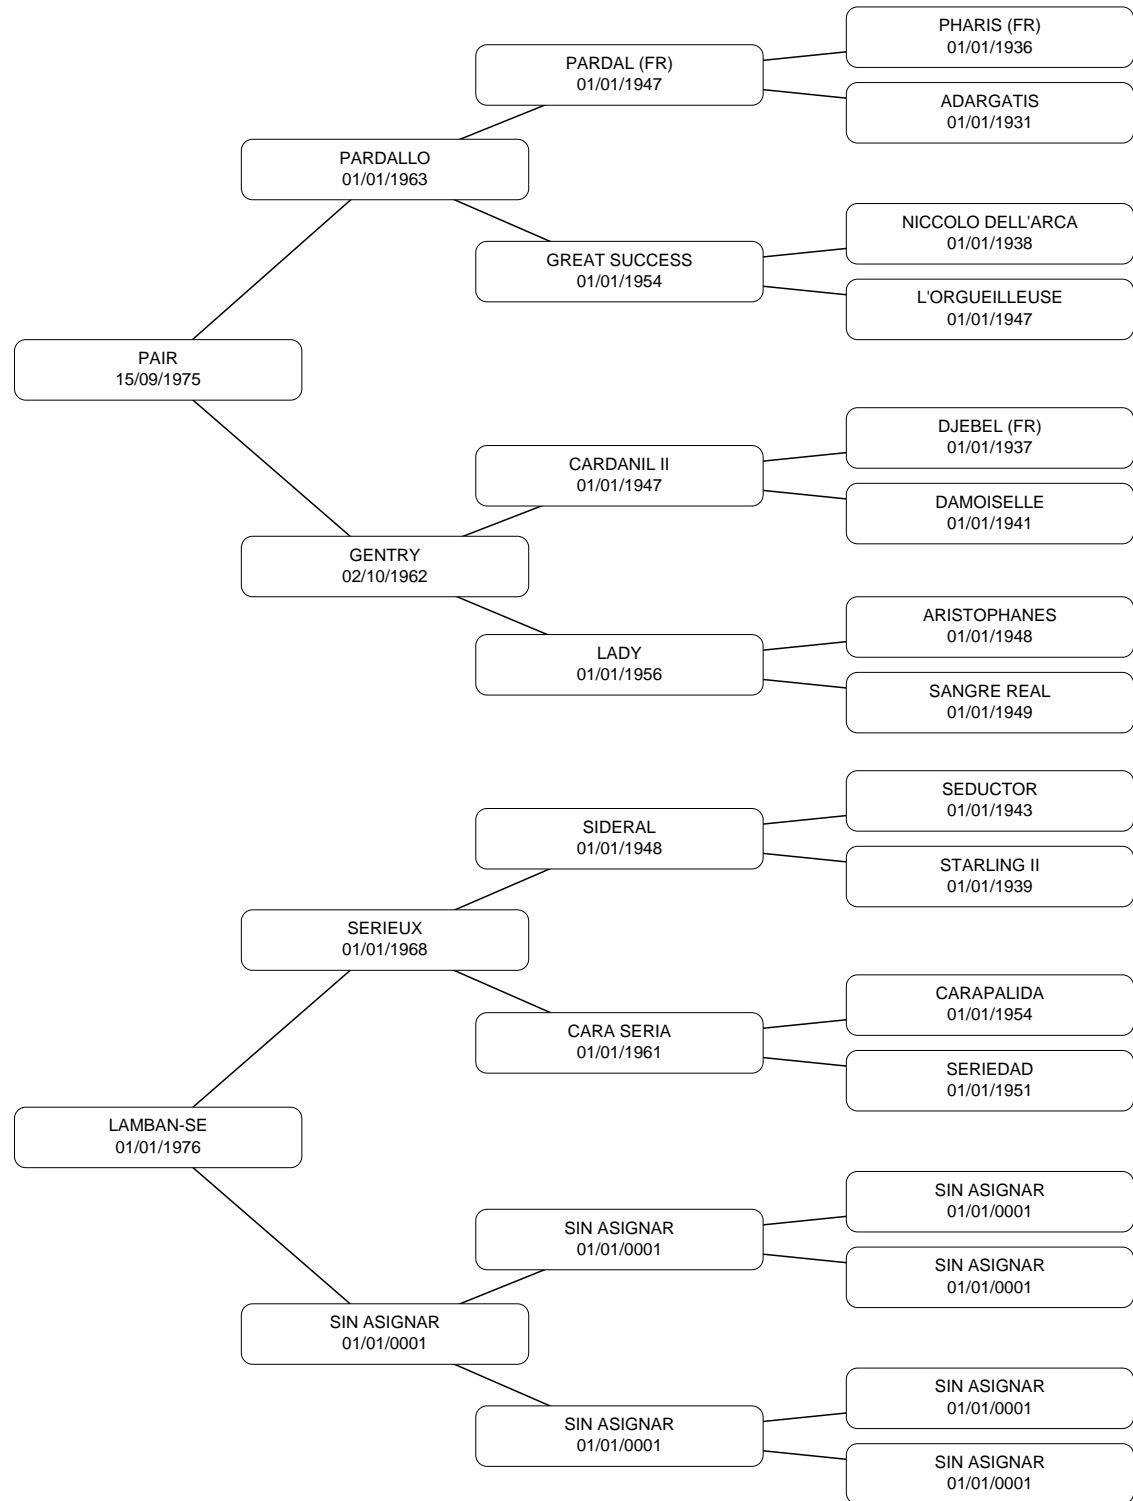 PHARIS (FR)
01/01/1936
PARDAL (FR)
01/01/1947
ADARGATIS
01/01/1931
PARDALLO
01/01/1963
NICCOLO DELL'ARCA
01/01/1938
GREAT SUCCESS
01/01/1954
L'ORGUEILLEUSE
01/01/1947
PAIR
15/09/1975
DJEBEL (FR)
01/01/1937
CARDANIL II
01/01/1947
DAMOISELLE
01/01/1941
GENTRY
02/10/1962
ARISTOPHANES
01/01/1948
LADY
01/01/1956
SANGRE REAL
01/01/1949
SEDUCTOR
01/01/1943
SIDERAL
01/01/1948
STARLING II
01/01/1939
SERIEUX
01/01/1968
CARAPALIDA
01/01/1954
CARA SERIA
01/01/1961
SERIEDAD
01/01/1951
LAMBAN-SE
01/01/1976
SIN ASIGNAR
01/01/0001
SIN ASIGNAR
01/01/0001
SIN ASIGNAR
01/01/0001
SIN ASIGNAR
01/01/0001
SIN ASIGNAR
01/01/0001
SIN ASIGNAR
01/01/0001
SIN ASIGNAR
01/01/0001